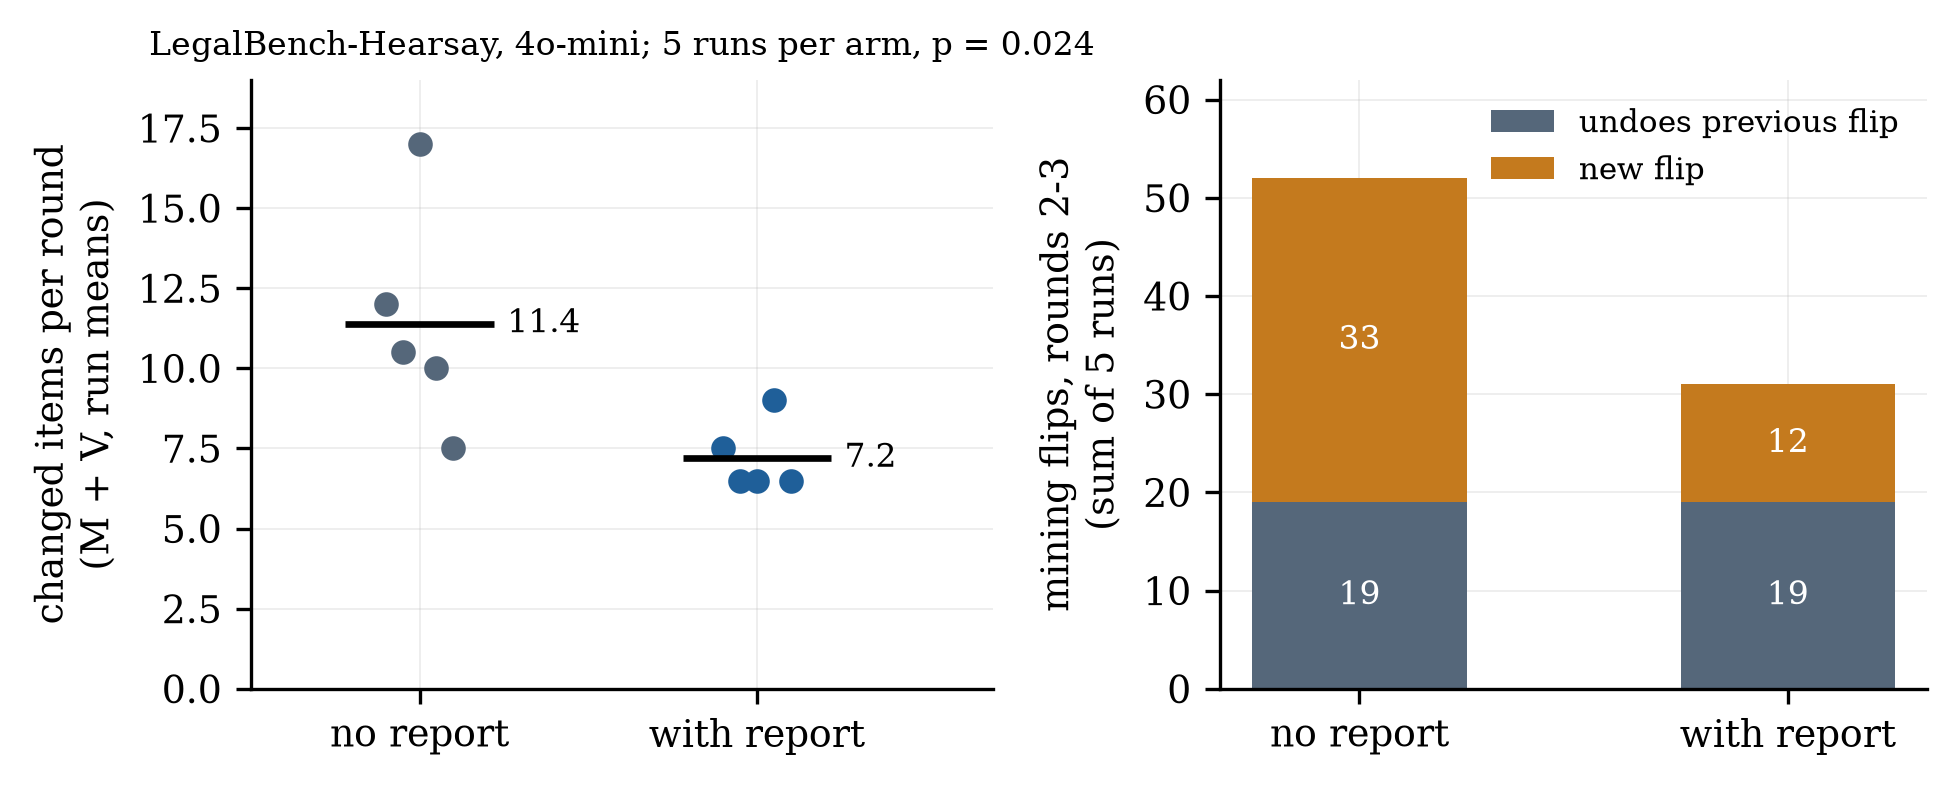 LegalBench-Hearsay, 4o-mini; 5 runs per arm, p = 0.024
changed items per round
(M + V, run means)
17.5
15.0
12.5
10.0
7.5
5.0
2.5
0.0
11.4
7.2
no report
with report
mining flips, rounds 2-3
(sum of 5 runs)
60
50
40
30
20
10
0
undoes previous flip
new flip
33
12
19
19
no report
with report